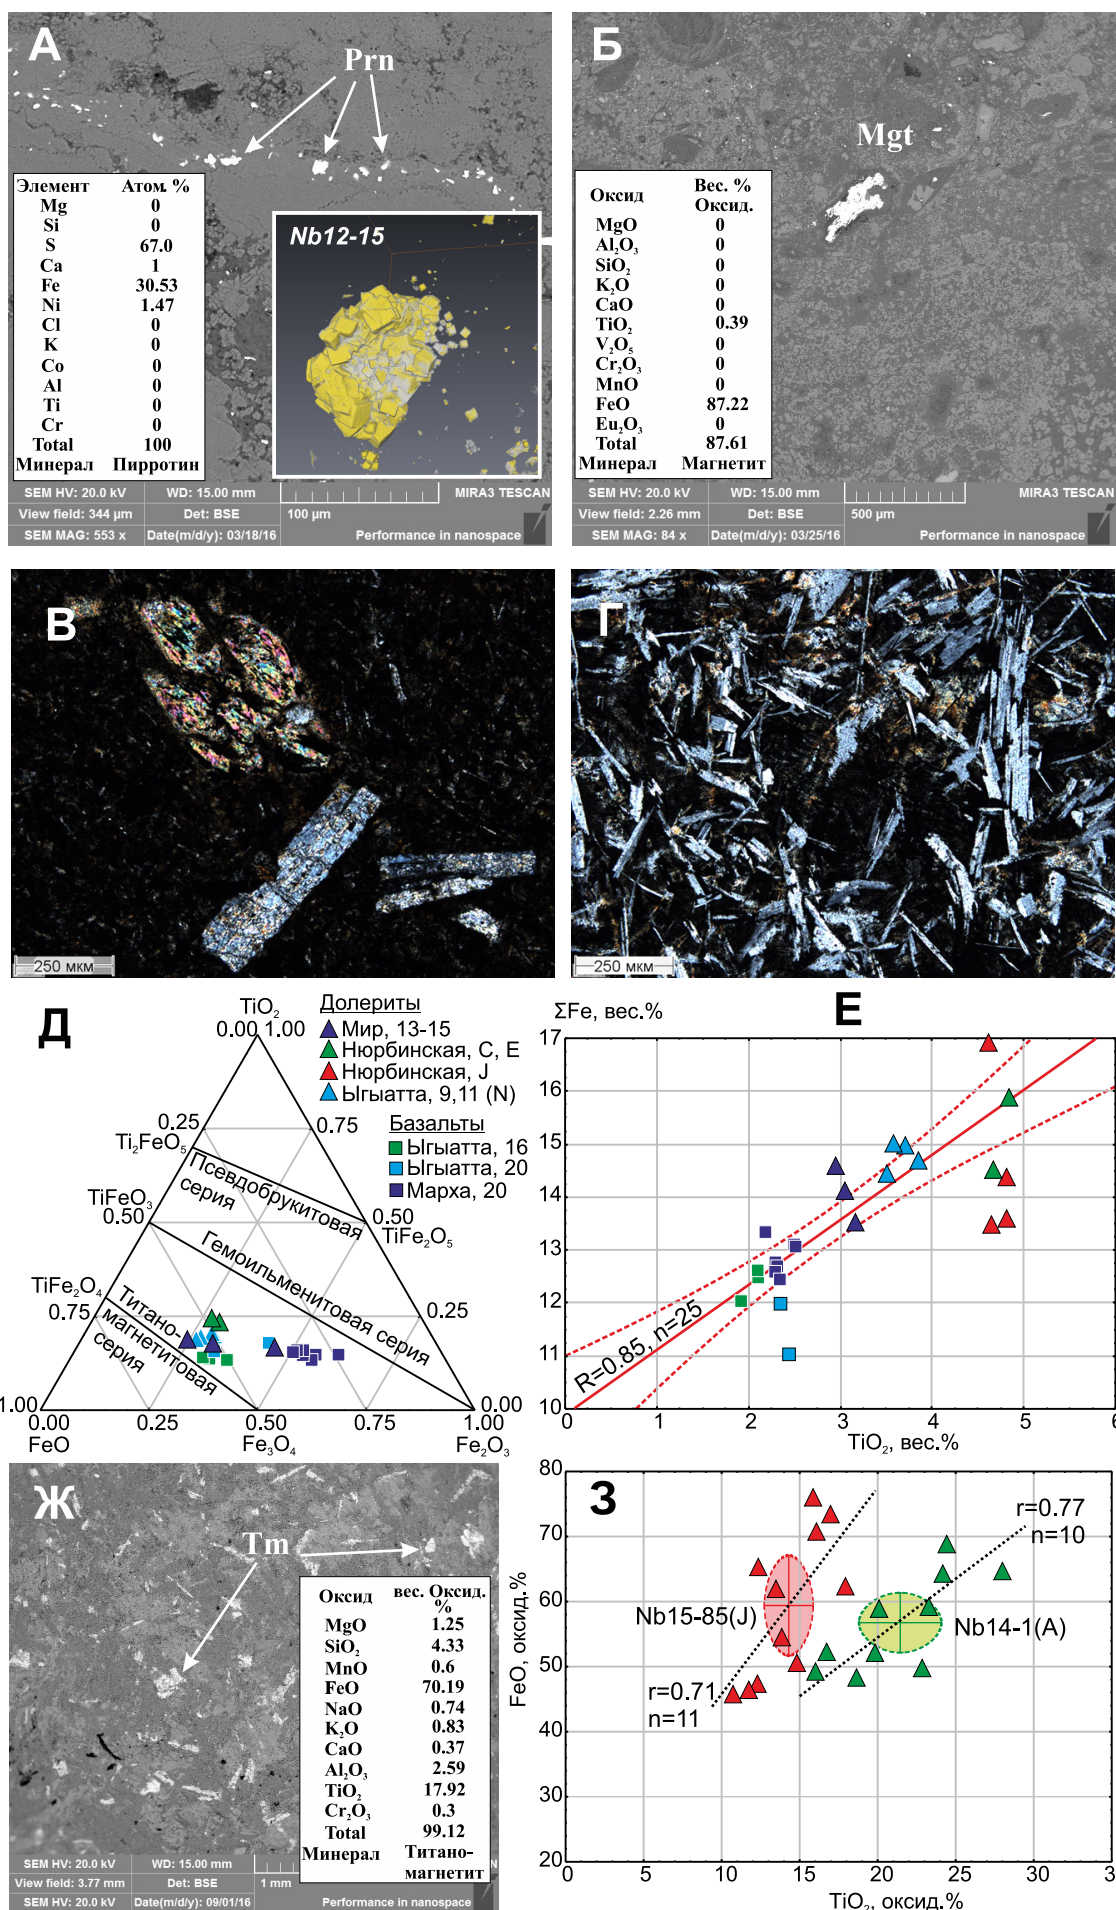 А
Prn
Элемент Атом. %
Mg 0
Si 0
S 67.0
Ca 1
Fe 30.53
Ni 1.47
Cl 0
K 0
Co 0
Al 0
Ti 0
Cr 0
Total 100
Минерал Пирротин
Nb12-15
SEM HV: 20.0 kV WD: 15.00 mm MIRA3 TESCAN
View field: 344 µm Det: BSE 100 µm
SEM MAG: 553 x Date(m/d/y): 03/18/16 Performance in nanospace
Б
Mgt
Оксид Вес. % Оксид.
MgO 0
Al₂O₃ 0
SiO₂ 0
K₂O 0
CaO 0
TiO₂ 0.39
V₂O₅ 0
Cr₂O₃ 0
MnO 0
FeO 87.22
Eu₂O₃ 0
Total 87.61
Минерал Магнетит
SEM HV: 20.0 kV WD: 15.00 mm MIRA3 TESCAN
View field: 2.26 mm Det: BSE 500 µm
SEM MAG: 84 x Date(m/d/y): 03/25/16 Performance in nanospace
В
250 мкм
Г
250 мкм
Д
TiO₂
0.00 1.00
Долериты
Мир, 13-15
Нюрбинская, С, Е
Нюрбинская, J
Ыгыатта, 9,11 (N)
Базальты
Ыгыатта, 16
Ыгыатта, 20
Марха, 20
0.25 0.75
Ti₂FeO₅
Псевдобрукитовая
серия
TiFeO₃
0.50 0.50
TiFe₂O₅
Гемоильменитовая серия
TiFe₂O₄
0.75 0.25
Титано-
магнетитовая
серия
1.00 0.00
0.00 0.25 0.50 0.75 1.00
FeO Fe₃O₄ Fe₂O₃
Е
ΣFe, вес.%
17
16
15
14
13
12
11
10
R=0.85, n=25
0 1 2 3 4 5 6
TiO₂, вес.%
Ж
Tm
Оксид вес. Оксид. %
MgO 1.25
SiO₂ 4.33
MnO 0.6
FeO 70.19
NaO 0.74
K₂O 0.83
CaO 0.37
Al₂O₃ 2.59
TiO₂ 17.92
Cr₂O₃ 0.3
Total 99.12
Минерал Титано-
магнетит
SEM HV: 20.0 kV WD: 15.00 mm
View field: 3.77 mm Det: BSE 1 mm
SEM HV: 20.0 kV Date(m/d/y): 09/01/16 Performance in nanospace
З
FeO, оксид.%
80
70
60
50
40
30
20
r=0.77
n=10
Nb15-85(J)
Nb14-1(A)
r=0.71
n=11
0 5 10 15 20 25 30 3
TiO₂, оксид.%